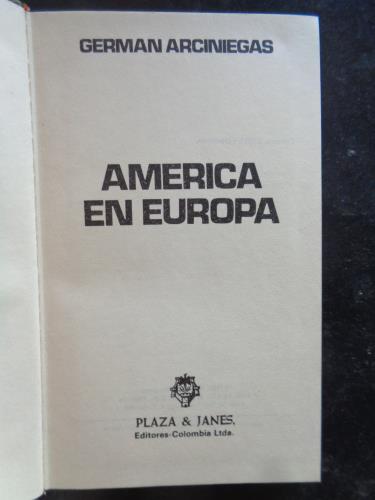 GERMAN ARCINIEGAS
AMERICA
EN EUROPA
PLAZA & JANES,
Editores-Colombia Ltda.